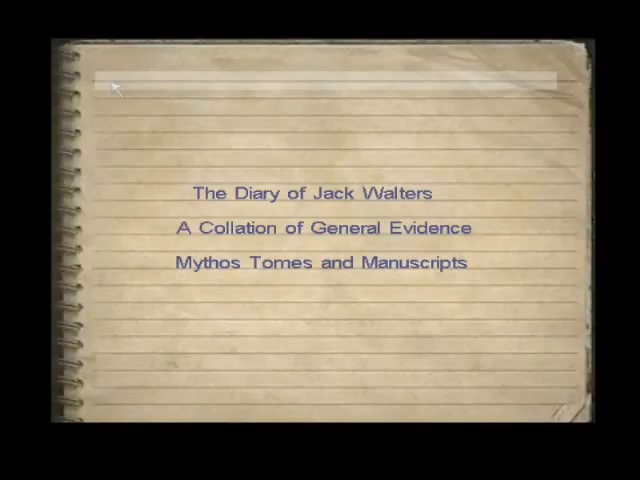 The Diary of Jack Walters
A Collation of General Evidence
Mythos Tomes and Manuscripts